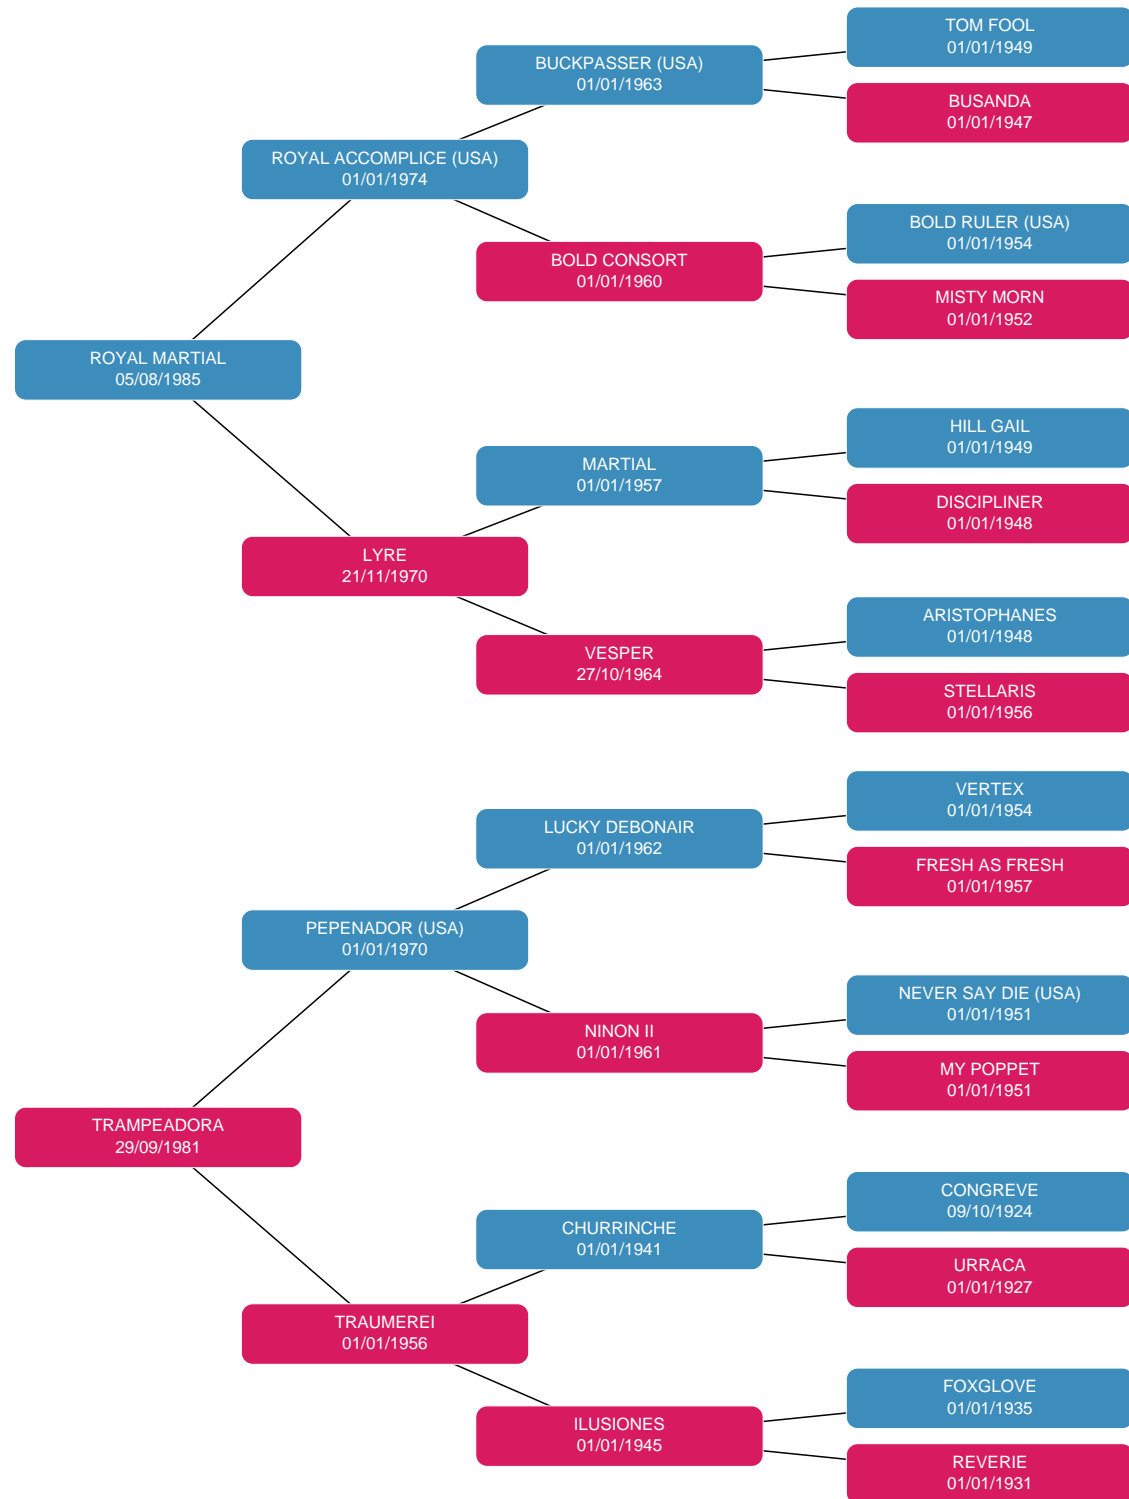 TOM FOOL
01/01/1949
BUCKPASSER (USA)
01/01/1963
BUSANDA
01/01/1947
ROYAL ACCOMPLICE (USA)
01/01/1974
BOLD RULER (USA)
01/01/1954
BOLD CONSORT
01/01/1960
MISTY MORN
01/01/1952
ROYAL MARTIAL
05/08/1985
HILL GAIL
01/01/1949
MARTIAL
01/01/1957
DISCIPLINER
01/01/1948
LYRE
21/11/1970
ARISTOPHANES
01/01/1948
VESPER
27/10/1964
STELLARIS
01/01/1956
VERTEX
01/01/1954
LUCKY DEBONAIR
01/01/1962
FRESH AS FRESH
01/01/1957
PEPENADOR (USA)
01/01/1970
NEVER SAY DIE (USA)
01/01/1951
NINON II
01/01/1961
MY POPPET
01/01/1951
TRAMPEADORA
29/09/1981
CONGREVE
09/10/1924
CHURRINCHE
01/01/1941
URRACA
01/01/1927
TRAUMEREI
01/01/1956
FOXGLOVE
01/01/1935
ILUSIONES
01/01/1945
REVERIE
01/01/1931